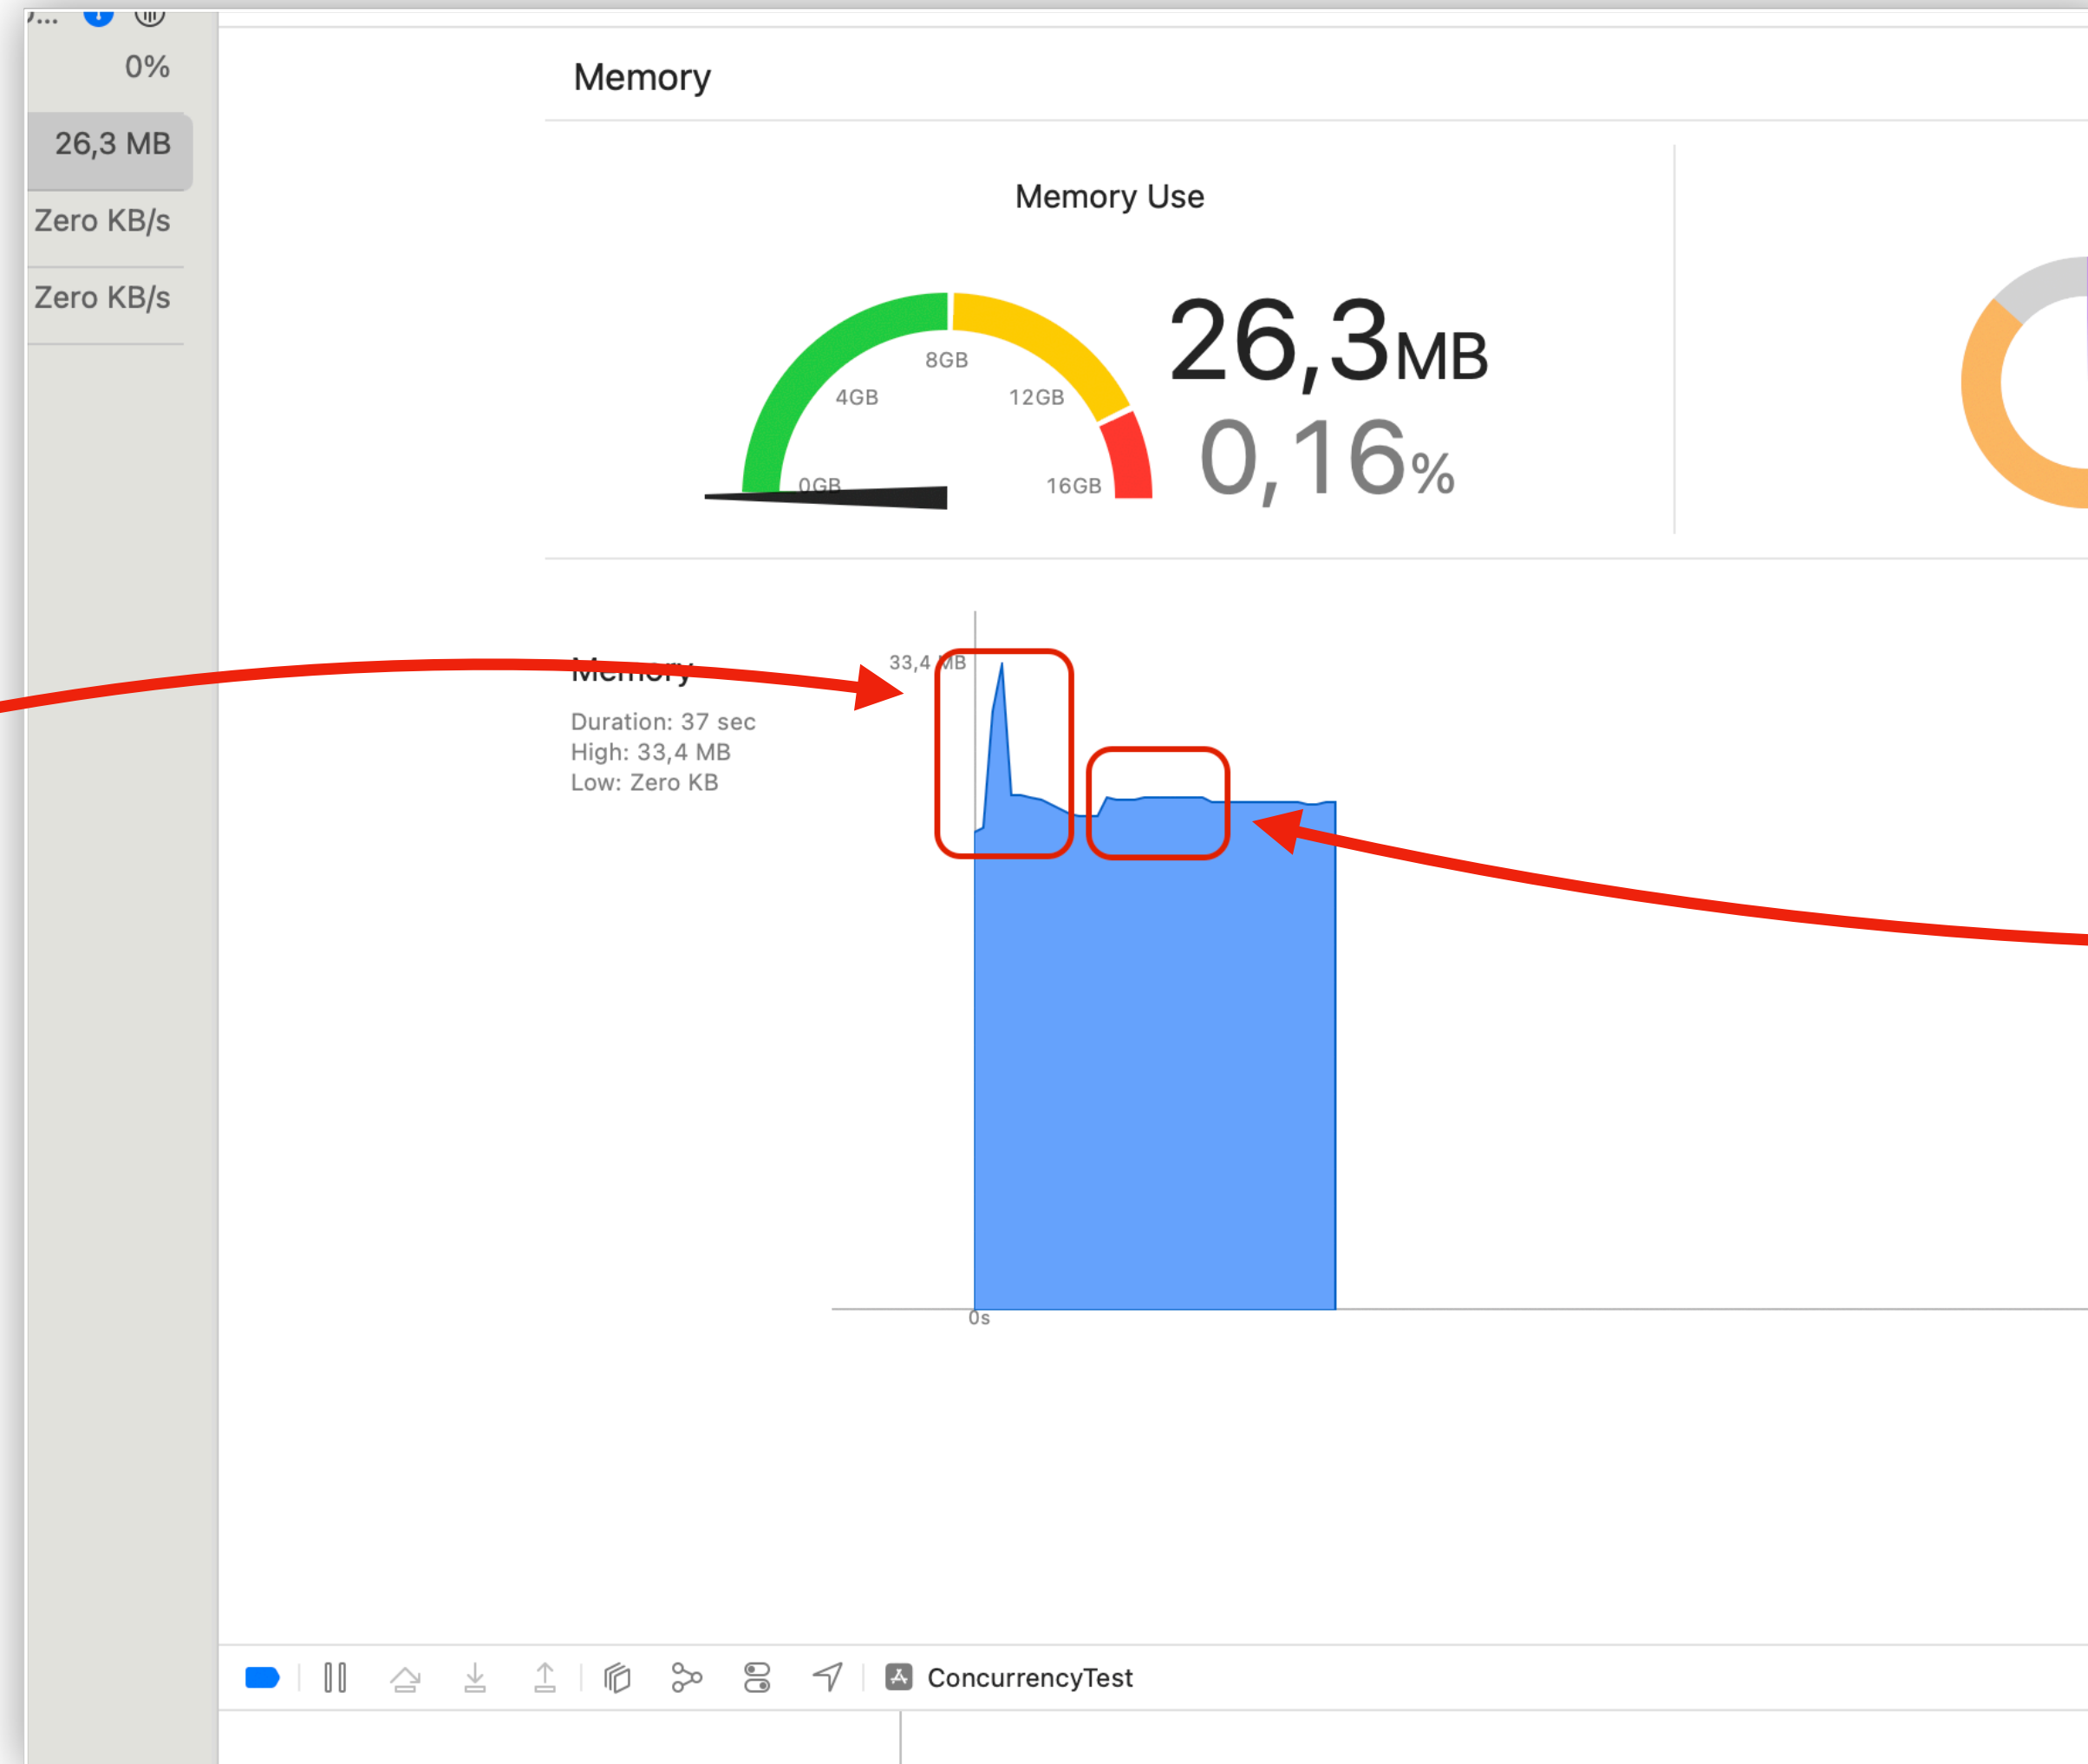 0%
26,3 MB
Zero KB/s
Zero KB/s
Memory
Memory Use
26,3MB
0,16%
0GB
4GB
8GB
12GB
16GB
Memory
Duration: 37 sec
High: 33,4 MB
Low: Zero KB
33,4 MB
0s
ConcurrencyTest